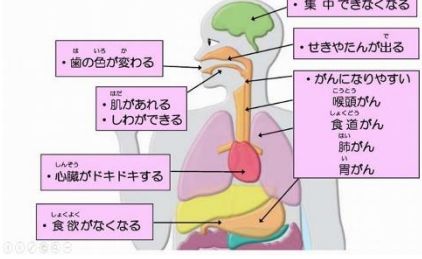 ・集中できなくなる
・せきやたんが出る
・歯の色が変わる
・肌があれる
・しわができる
・がんになりやすい
喉頭がん
食道がん
肺がん
胃がん
・心臓がドキドキする
・食欲がなくなる